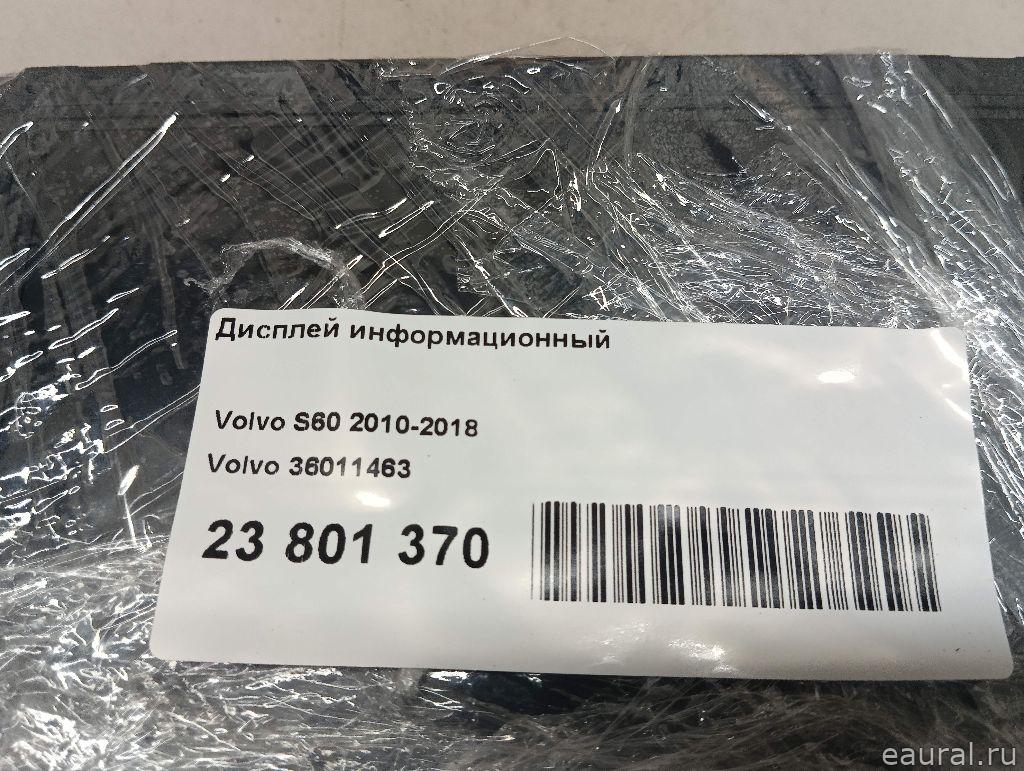 Дисплей информационный
Volvo S60 2010-2018
Volvo 36011463
23 801 370
eaural.ru